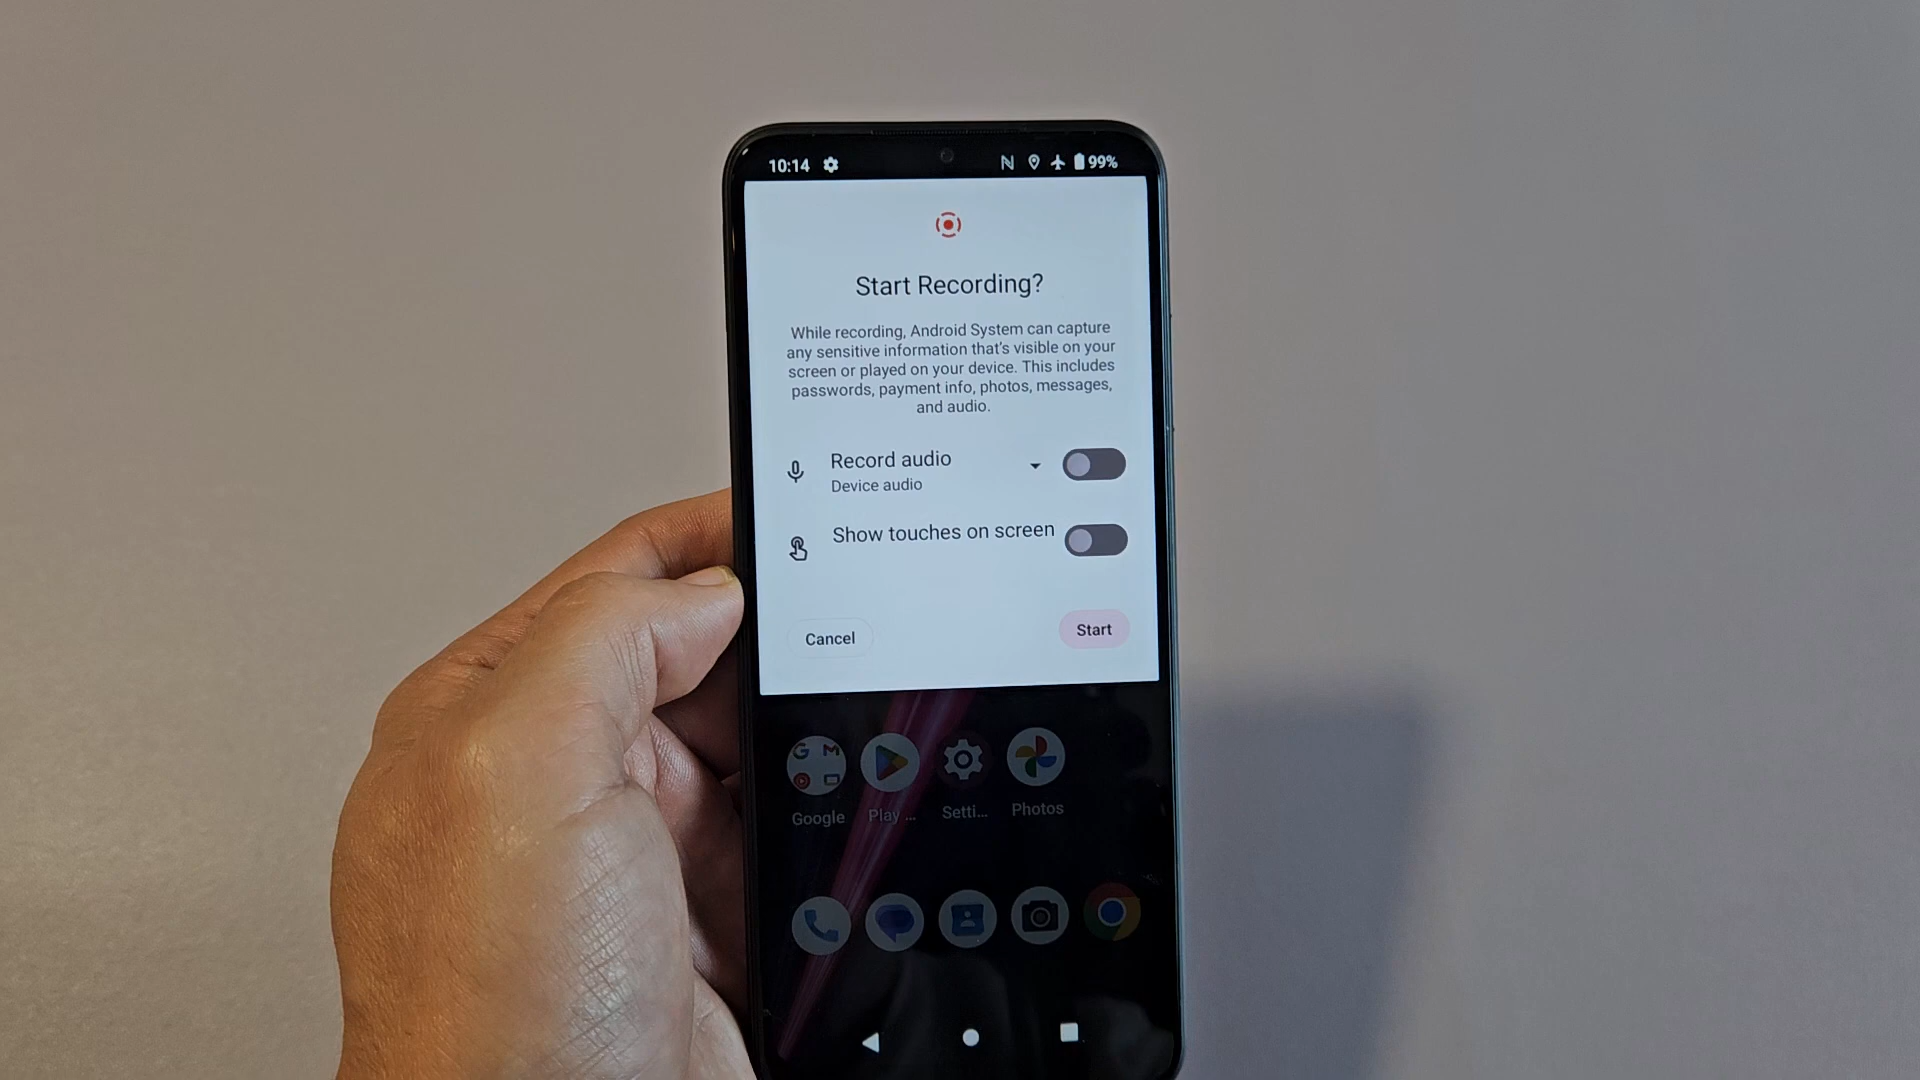 10:14 99%
Start Recording?
While recording, Android System can capture
any sensitive information that's visible on your
screen or played on your device. This includes
passwords, payment info, photos, messages,
and audio.
Record audio
Device audio
Show touches on screen
Cancel Start
Google Play ... Setti... Photos